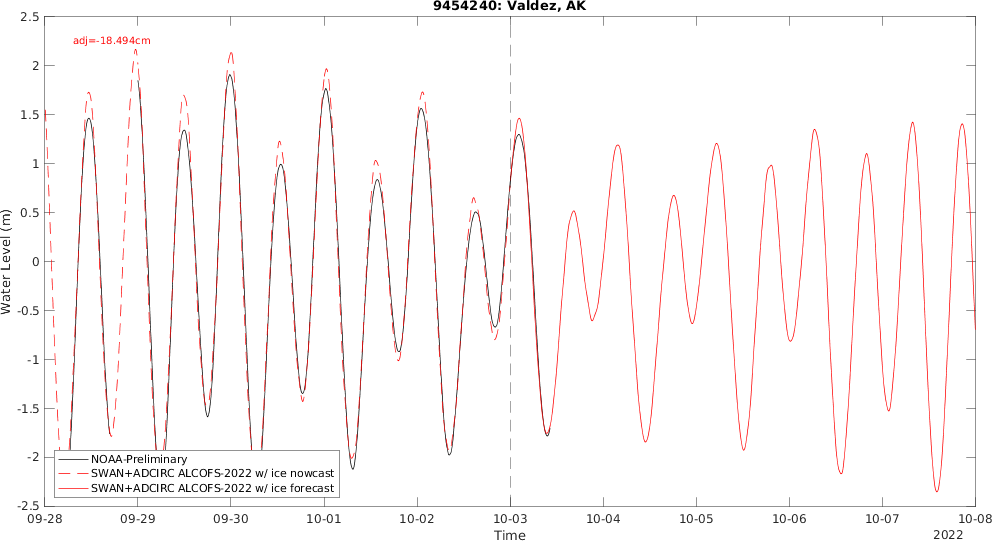 9454240: Valdez, AK
adj=-18.494cm
2.5
2
1.5
1
0.5
0
-0.5
-1
-1.5
-2
-2.5
Water Level (m)
NOAA-Preliminary
SWAN+ADCIRC ALCOFS-2022 w/ ice nowcast
SWAN+ADCIRC ALCOFS-2022 w/ ice forecast
09-28 09-29 09-30 10-01 10-02 10-03 10-04 10-05 10-06 10-07 10-08
Time
2022